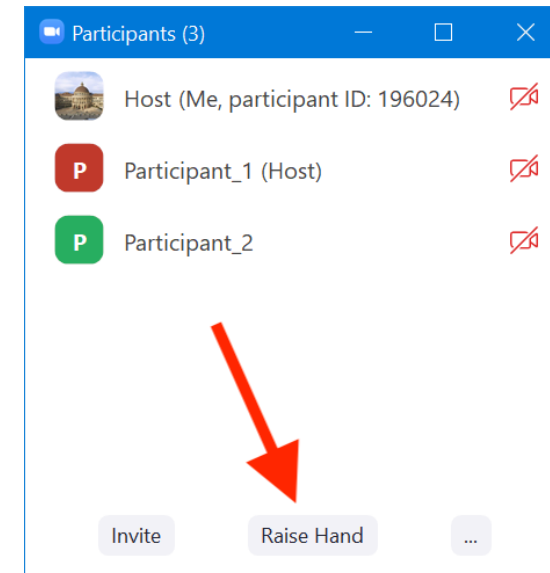 Participants (3)
Host (Me, participant ID: 196024)
P Participant_1 (Host)
P Participant_2
Invite Raise Hand ...